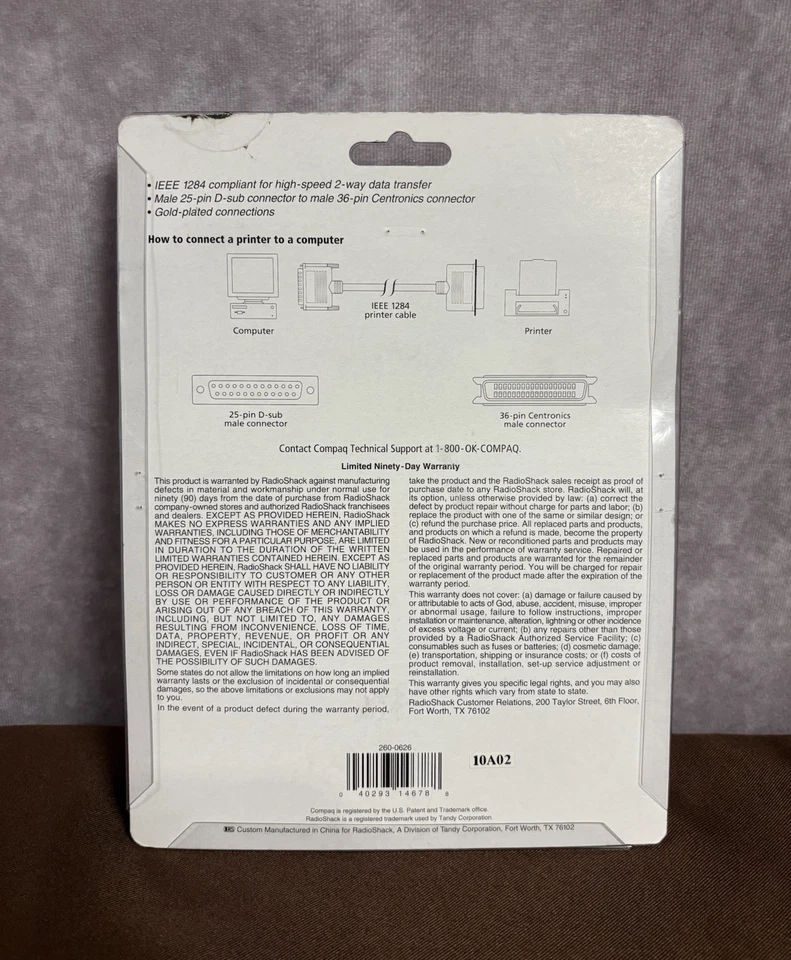 • IEEE 1284 compliant for high-speed 2-way data transfer
• Male 25-pin D-sub connector to male 36-pin Centronics connector
• Gold-plated connections
How to connect a printer to a computer
IEEE 1284
printer cable
Computer
Printer
25-pin D-sub
male connector
36-pin Centronics
male connector
Contact Compaq Technical Support at 1-800-OK-COMPAQ.
Limited Ninety-Day Warranty
This product is warranted by RadioShack against manufacturing
defects in material and workmanship under normal use for
ninety (90) days from the date of purchase from RadioShack
company-owned stores and authorized RadioShack franchisees
and dealers. EXCEPT AS PROVIDED HEREIN, RadioShack
MAKES NO EXPRESS WARRANTIES AND ANY IMPLIED
WARRANTIES, INCLUDING THOSE OF MERCHANTABILITY
AND FITNESS FOR A PARTICULAR PURPOSE, ARE LIMITED
IN DURATION TO THE DURATION OF THE WRITTEN
LIMITED WARRANTIES CONTAINED HEREIN. EXCEPT AS
PROVIDED HEREIN, RadioShack SHALL HAVE NO LIABILITY
OR RESPONSIBILITY TO CUSTOMER OR ANY OTHER
PERSON OR ENTITY WITH RESPECT TO ANY LIABILITY,
LOSS OR DAMAGE CAUSED DIRECTLY OR INDIRECTLY
BY USE OR PERFORMANCE OF THE PRODUCT OR
ARISING OUT OF ANY BREACH OF THIS WARRANTY,
INCLUDING, BUT NOT LIMITED TO, ANY DAMAGES
RESULTING FROM INCONVENIENCE, LOSS OF TIME,
DATA, PROPERTY, REVENUE, OR PROFIT OR ANY
INDIRECT, SPECIAL, INCIDENTAL, OR CONSEQUENTIAL
DAMAGES, EVEN IF RadioShack HAS BEEN ADVISED OF
THE POSSIBILITY OF SUCH DAMAGES.
Some states do not allow the limitations on how long an implied
warranty lasts or the exclusion of incidental or consequential
damages, so the above limitations or exclusions may not apply
to you.
In the event of a product defect during the warranty period,
take the product and the RadioShack sales receipt as proof of
purchase date to any RadioShack store. RadioShack will, at
its option, unless otherwise provided by law: (a) correct the
defect by product repair without charge for parts and labor; (b)
replace the product with one of the same or similar design; or
(c) refund the purchase price. All replaced parts and products,
and products on which a refund is made, become the property
of RadioShack. New or reconditioned parts and products may
be used in the performance of warranty service. Repaired or
replaced parts and products are warranted for the remainder
of the original warranty period. You will be charged for repair
or replacement of the product made after the expiration of the
warranty period.
This warranty does not cover: (a) damage or failure caused by
or attributable to acts of God, abuse, accident, misuse, improper
or abnormal usage, failure to follow instructions, improper
installation or maintenance, alteration, lightning or other incidence
of excess voltage or current; (b) any repairs other than those
provided by a RadioShack Authorized Service Facility; (c)
consumables such as fuses or batteries; (d) cosmetic damage;
(e) transportation, shipping or insurance costs; or (f) costs of
product removal, installation, set-up service adjustment or
reinstallation.
This warranty gives you specific legal rights, and you may also
have other rights which vary from state to state.
RadioShack Customer Relations, 200 Taylor Street, 6th Floor,
Fort Worth, TX 76102
260-0626
0 40293 14678 8
10A02
Compaq is registered by the U.S. Patent and Trademark office.
RadioShack is a registered trademark used by Tandy Corporation.
Custom Manufactured in China for RadioShack, A Division of Tandy Corporation, Fort Worth, TX 76102